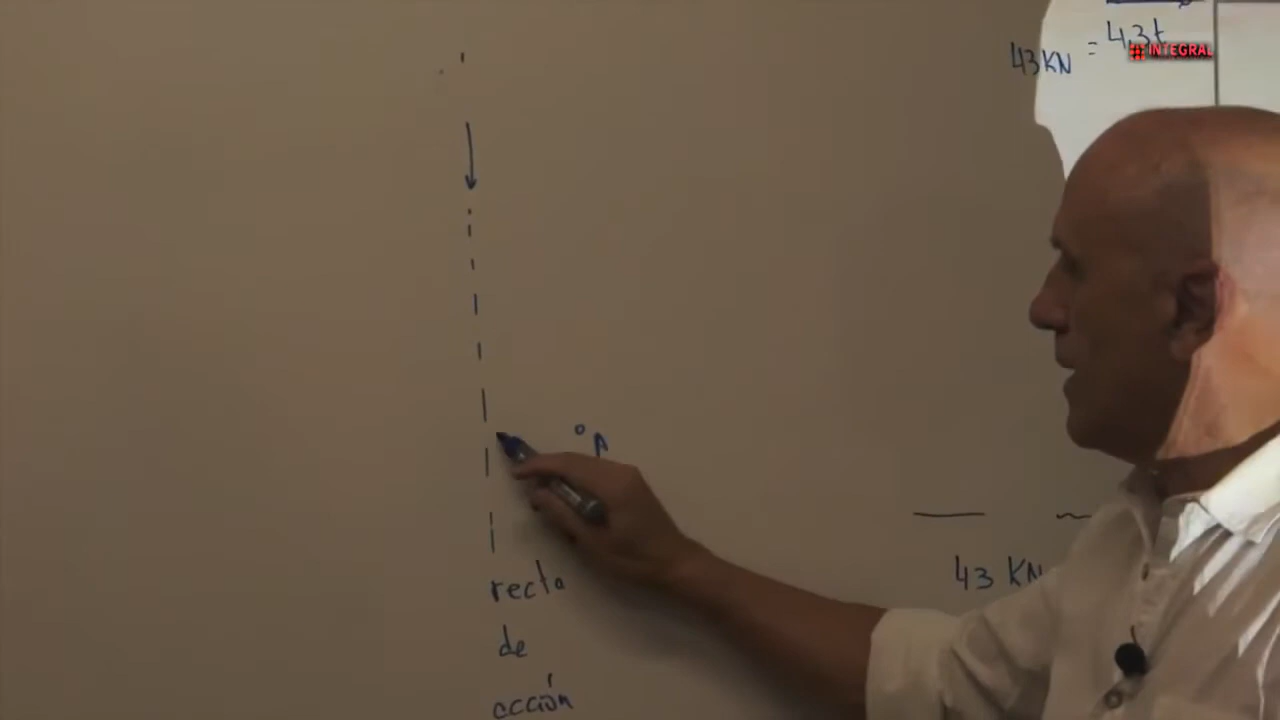 4,3t
43KN =
INTEGRAL
A
43 KN
recta
de
acción